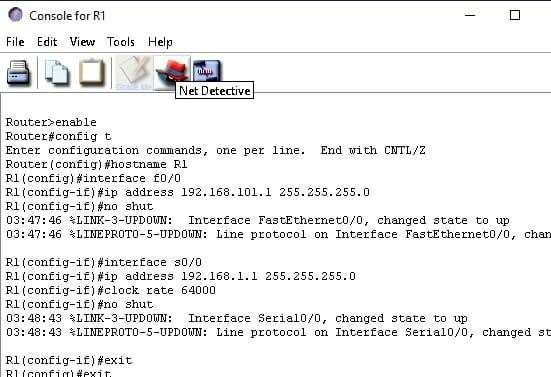 Console for R1
File Edit View Tools Help
Net Detective
Router>enable
Router#config t
Enter configuration commands, one per line.  End with CNTL/Z
Router(config)#hostname R1
R1(config)#interface f0/0
R1(config-if)#ip address 192.168.101.1 255.255.255.0
R1(config-if)#no shut
03:47:46 %LINK-3-UPDOWN:  Interface FastEthernet0/0, changed state to up
03:47:46 %LINEPROTO-5-UPDOWN: Line protocol on Interface FastEthernet0/0, chan
R1(config-if)#interface s0/0
R1(config-if)#ip address 192.168.1.1 255.255.255.0
R1(config-if)#clock rate 64000
R1(config-if)#no shut
03:48:43 %LINK-3-UPDOWN:  Interface Serial0/0, changed state to up
03:48:43 %LINEPROTO-5-UPDOWN: Line protocol on Interface Serial0/0, changed st
R1(config-if)#exit
R1(config)#exit